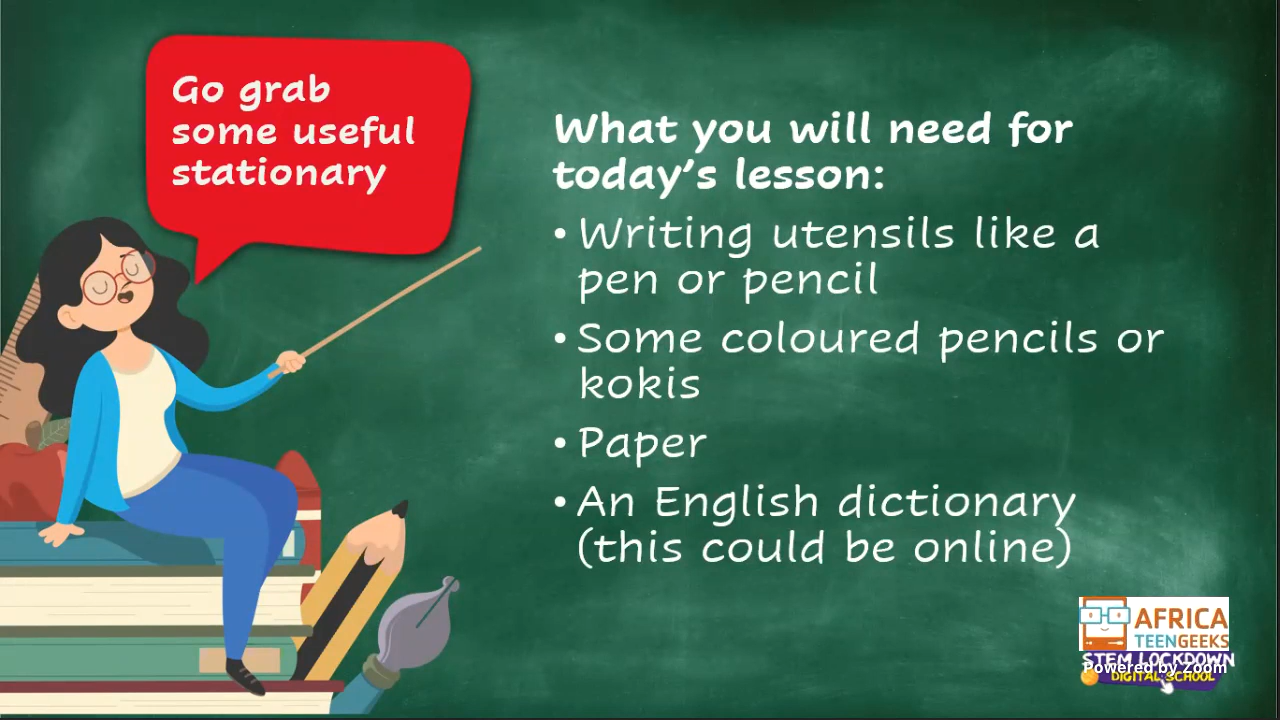 Go grab
some useful
stationary
What you will need for
today's lesson:
• Writing utensils like a
pen or pencil
• Some coloured pencils or
kokis
• Paper
• An English dictionary
(this could be online)
AFRICA
TEENGEEKS
STEM LOCKDOWN
Powered by Zoom
DIGITAL SCHOOL